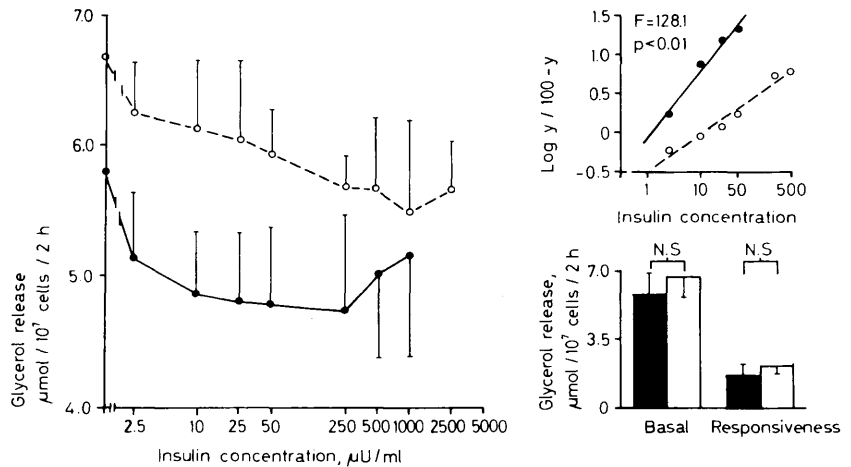 7.0
6.0
5.0
4.0
Glycerol release
μmol / 10⁷ cells / 2 h
2.5 10 25 50 250 500 1000 2500 5000
Insulin concentration, μU/ml
1.5
1.0
0.5
0
-0.5
Log y / 100-y
F=128.1
p<0.01
1 10 50 500
Insulin concentration
7.0
3.5
0
Glycerol release,
μmol / 10⁷ cells / 2 h
N.S N.S
Basal Responsiveness